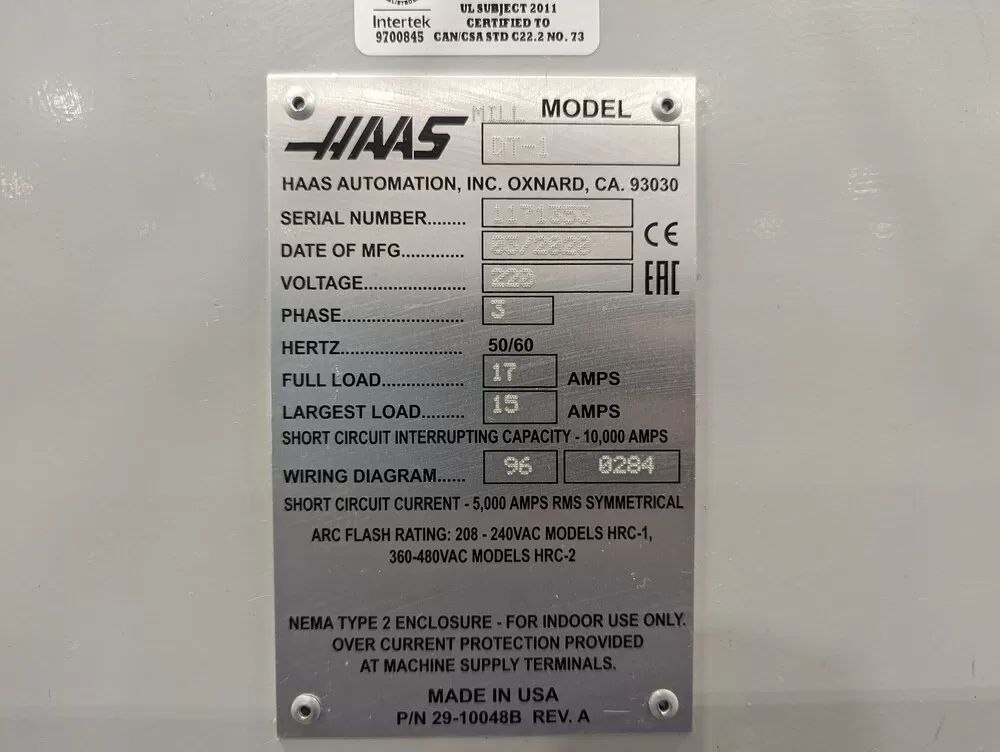 UL SUBJECT 2011
Intertek CERTIFIED TO
9700845 CAN/CSA STD C22.2 NO. 73
MILL MODEL
HAAS DT-1
HAAS AUTOMATION, INC. OXNARD, CA. 93030
SERIAL NUMBER........ 1171353
DATE OF MFG............ 03/2020
CE
VOLTAGE.................... 220
EAC
PHASE....................... 3
HERTZ....................... 50/60
FULL LOAD................ 17 AMPS
LARGEST LOAD........ 15 AMPS
SHORT CIRCUIT INTERRUPTING CAPACITY - 10,000 AMPS
WIRING DIAGRAM...... 96 0284
SHORT CIRCUIT CURRENT - 5,000 AMPS RMS SYMMETRICAL
ARC FLASH RATING: 208 - 240VAC MODELS HRC-1,
360-480VAC MODELS HRC-2
NEMA TYPE 2 ENCLOSURE - FOR INDOOR USE ONLY.
OVER CURRENT PROTECTION PROVIDED
AT MACHINE SUPPLY TERMINALS.
MADE IN USA
P/N 29-10048B REV. A